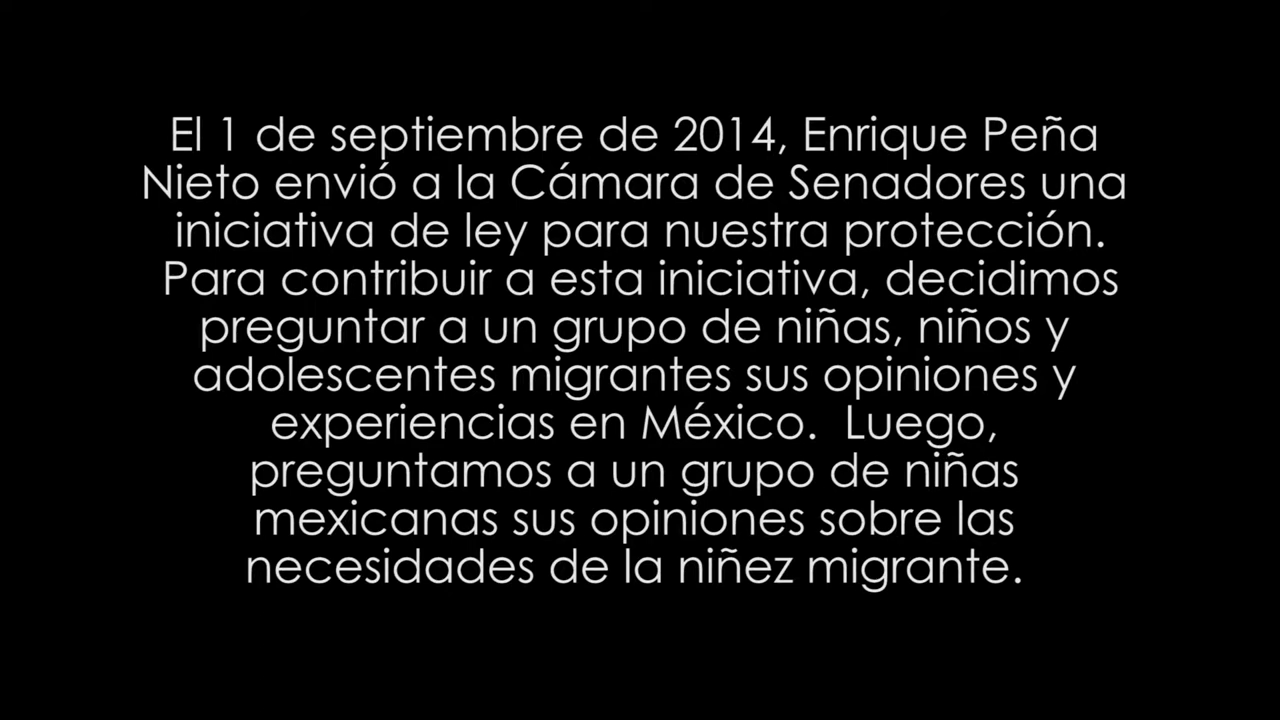 El 1 de septiembre de 2014, Enrique Peña
Nieto envió a la Cámara de Senadores una
iniciativa de ley para nuestra protección.
Para contribuir a esta iniciativa, decidimos
preguntar a un grupo de niñas, niños y
adolescentes migrantes sus opiniones y
experiencias en México.  Luego,
preguntamos a un grupo de niñas
mexicanas sus opiniones sobre las
necesidades de la niñez migrante.